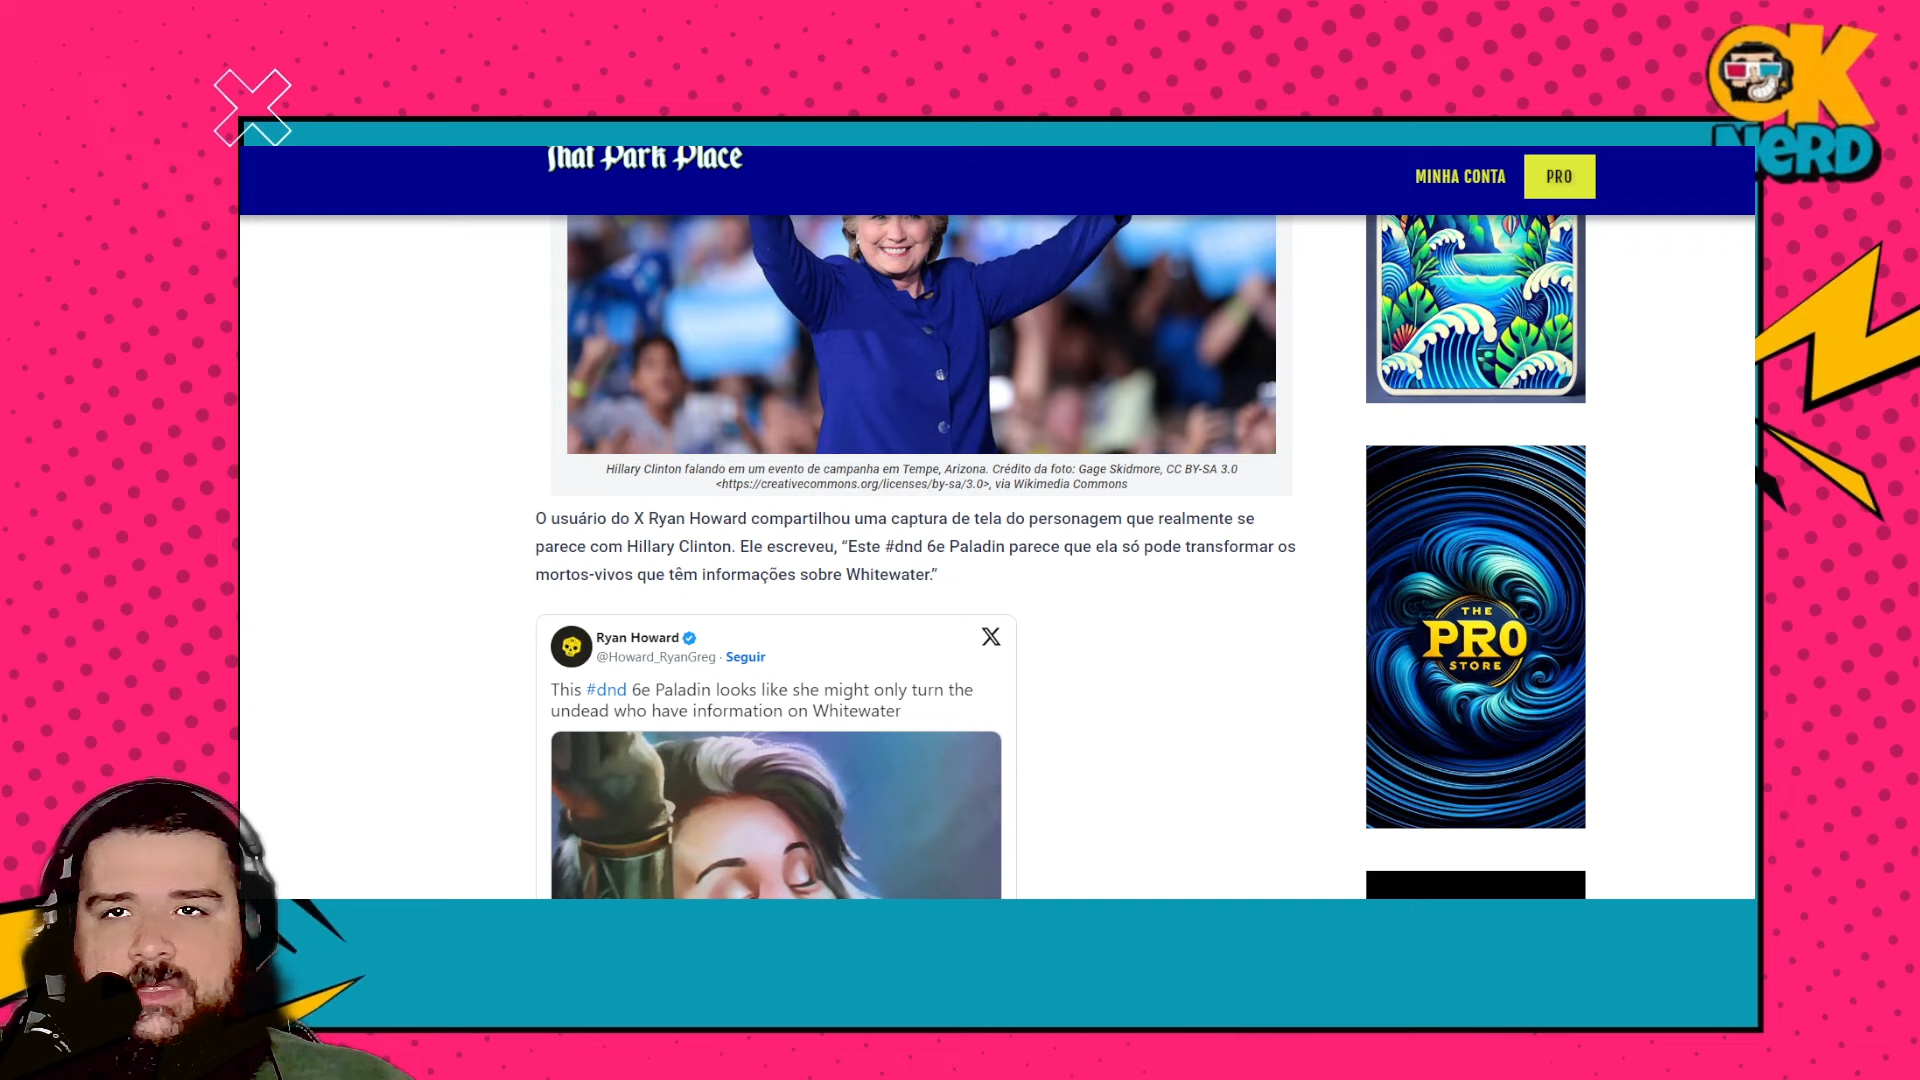 OK
NERD
That Park Place
MINHA CONTA
PRO
Hillary Clinton falando em um evento de campanha em Tempe, Arizona. Crédito da foto: Gage Skidmore, CC BY-SA 3.0
<https://creativecommons.org/licenses/by-sa/3.0>, via Wikimedia Commons
O usuário do X Ryan Howard compartilhou uma captura de tela do personagem que realmente se
parece com Hillary Clinton. Ele escreveu, “Este #dnd 6e Paladin parece que ela só pode transformar os
mortos-vivos que têm informações sobre Whitewater.”
Ryan Howard
@Howard_RyanGreg · Seguir
This #dnd 6e Paladin looks like she might only turn the
undead who have information on Whitewater
THE
PRO
STORE